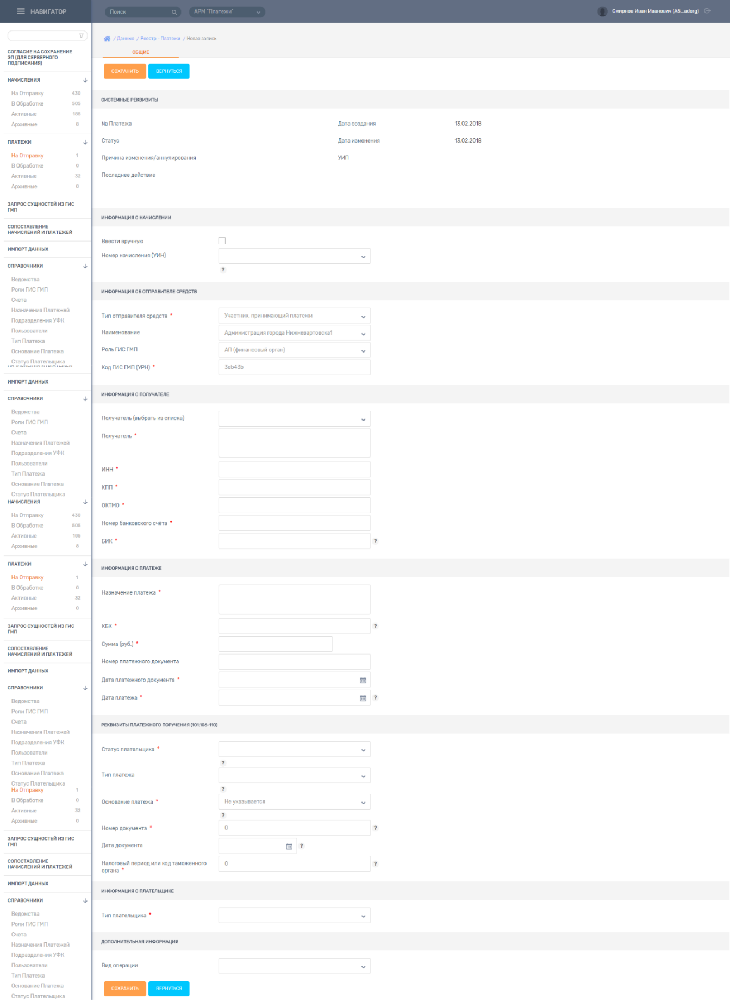 НАВИГАТОР
Поиск
АРМ "Платежи"
Смирнов Иван Иванович (A5_adorg)
СОГЛАСИЕ НА СОХРАНЕНИЕ
ЭП (ДЛЯ СЕРВЕРНОГО
ПОДПИСАНИЯ)
НАЧИСЛЕНИЯ
На Отправку 430
В Обработке 505
Активные 185
Архивные 8
ПЛАТЕЖИ
На Отправку 1
В Обработке 0
Активные 32
Архивные 0
ЗАПРОС СУЩНОСТЕЙ ИЗ ГИС
ГМП
СОПОСТАВЛЕНИЕ
НАЧИСЛЕНИЙ И ПЛАТЕЖЕЙ
ИМПОРТ ДАННЫХ
СПРАВОЧНИКИ
Ведомства
Роли ГИС ГМП
Счета
Назначения Платежей
Подразделения УФК
Пользователи
Тип Платежа
Основание Платежа
Статус Плательщика
ИМПОРТ ДАННЫХ
СПРАВОЧНИКИ
Ведомства
Роли ГИС ГМП
Счета
Назначения Платежей
Подразделения УФК
Пользователи
Тип Платежа
Основание Платежа
Статус Плательщика
НАЧИСЛЕНИЯ
На Отправку 430
В Обработке 505
Активные 185
Архивные 8
ПЛАТЕЖИ
На Отправку 1
В Обработке 0
Активные 32
Архивные 0
ЗАПРОС СУЩНОСТЕЙ ИЗ ГИС
ГМП
СОПОСТАВЛЕНИЕ
НАЧИСЛЕНИЙ И ПЛАТЕЖЕЙ
ИМПОРТ ДАННЫХ
СПРАВОЧНИКИ
Ведомства
Роли ГИС ГМП
Счета
Назначения Платежей
Подразделения УФК
Пользователи
Тип Платежа
Основание Платежа
Статус Плательщика
На Отправку 1
В Обработке 0
Активные 32
Архивные 0
ЗАПРОС СУЩНОСТЕЙ ИЗ ГИС
ГМП
СОПОСТАВЛЕНИЕ
НАЧИСЛЕНИЙ И ПЛАТЕЖЕЙ
ИМПОРТ ДАННЫХ
СПРАВОЧНИКИ
Ведомства
Роли ГИС ГМП
Счета
Назначения Платежей
Подразделения УФК
Пользователи
Тип Платежа
Основание Платежа
Статус Плательщика
/ Данные / Реестр - Платежи / Новая запись
ОБЩИЕ
СОХРАНИТЬ ВЕРНУТЬСЯ
СИСТЕМНЫЕ РЕКВИЗИТЫ
№ Платежа Дата создания 13.02.2018
Статус Дата изменения 13.02.2018
Причина изменения/аннулирования УИП
Последнее действие
ИНФОРМАЦИЯ О НАЧИСЛЕНИИ
Ввести вручную
Номер начисления (УИН)
?
ИНФОРМАЦИЯ ОБ ОТПРАВИТЕЛЕ СРЕДСТВ
Тип отправителя средств * Участник, принимающий платежи
Наименование Администрация города Нижневартовска1
Роль ГИС ГМП АП (финансовый орган)
Код ГИС ГМП (УРН) * 3eb43b
ИНФОРМАЦИЯ О ПОЛУЧАТЕЛЕ
Получатель (выбрать из списка)
Получатель *
ИНН *
КПП *
ОКТМО *
Номер банковского счёта *
БИК * ?
ИНФОРМАЦИЯ О ПЛАТЕЖЕ
Назначение платежа *
КБК * ?
Сумма (руб.) *
Номер платежного документа
Дата платежного документа *
Дата платежа * ?
РЕКВИЗИТЫ ПЛАТЕЖНОГО ПОРУЧЕНИЯ (101,106-110)
Статус плательщика *
?
Тип платежа
?
Основание платежа * Не указывается
?
Номер документа * 0 ?
Дата документа ?
Налоговый период или код таможенного 0 ?
органа *
ИНФОРМАЦИЯ О ПЛАТЕЛЬЩИКЕ
Тип плательщика *
ДОПОЛНИТЕЛЬНАЯ ИНФОРМАЦИЯ
Вид операции
СОХРАНИТЬ ВЕРНУТЬСЯ